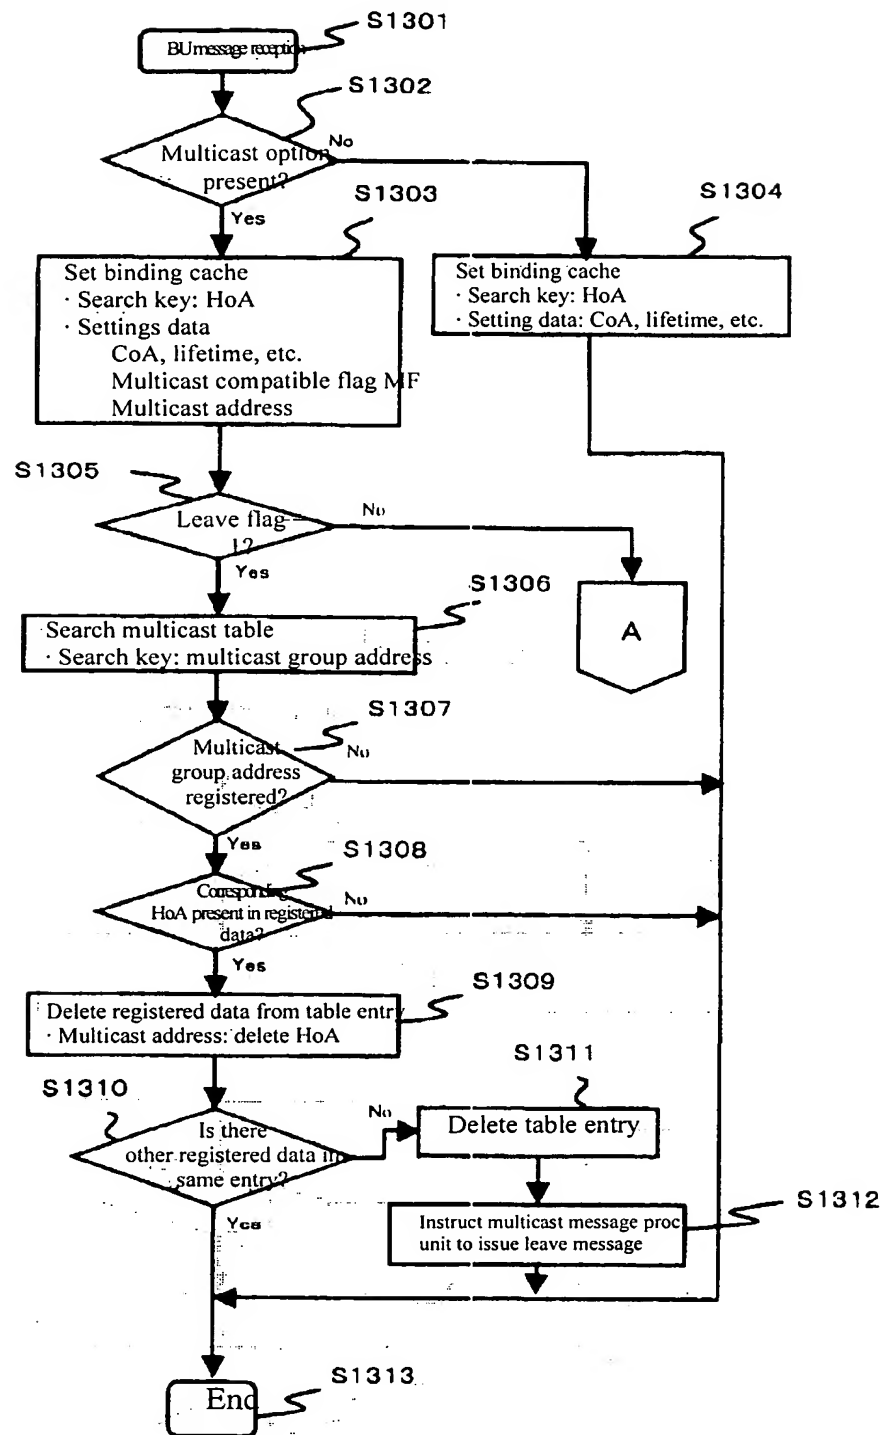 S1301
BU message reception
S1302
No
Multicast option
present?
S1303
S1304
Yes
Set binding cache
· Search key: HoA
· Settings data
CoA, lifetime, etc.
Multicast compatible flag MF
Multicast address
Set binding cache
· Search key: HoA
· Setting data: CoA, lifetime, etc.
S1305
No
Leave flag
1?
Yes
S1306
Search multicast table
· Search key: multicast group address
A
S1307
Multicast
group address
registered?
No
Yes
S1308
Corresponding
HoA present in registered
data?
No
Yes
S1309
Delete registered data from table entry
· Multicast address: delete HoA
S1311
S1310
No
Delete table entry
Is there
other registered data in
same entry?
S1312
Yes
Instruct multicast message proc.
unit to issue leave message
S1313
End